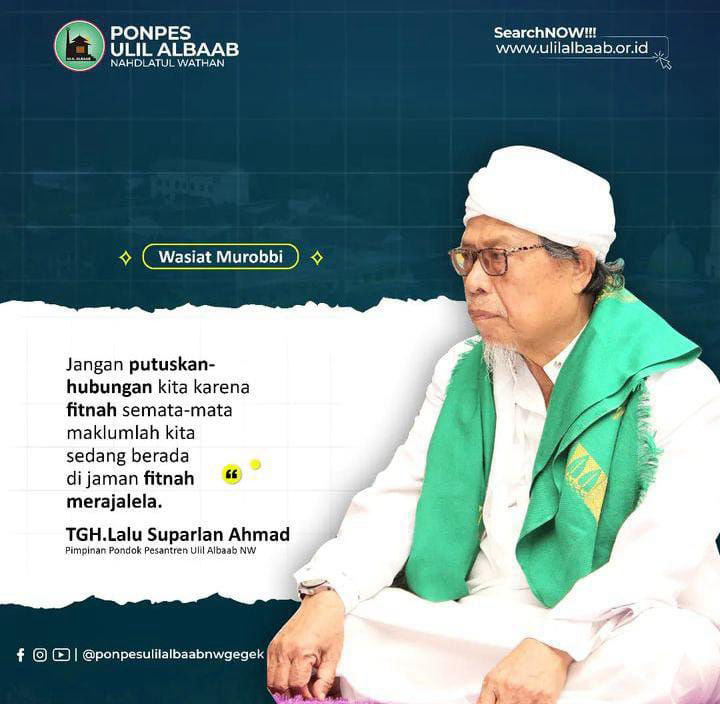 PONPES
ULIL ALBAAB
NAHDLATUL WATHAN
SearchNOW!!!
www.ulilalbaab.or.id
ULIL ALBAAB
Wasiat Murobbi
Jangan putuskan-
hubungan kita karena
fitnah semata-mata
maklumlah kita
sedang berada
di jaman fitnah
merajalela.
TGH.Lalu Suparlan Ahmad
Pimpinan Pondok Pesantren Ulil Albaab NW
@ponpesulilalbaabnwgegek